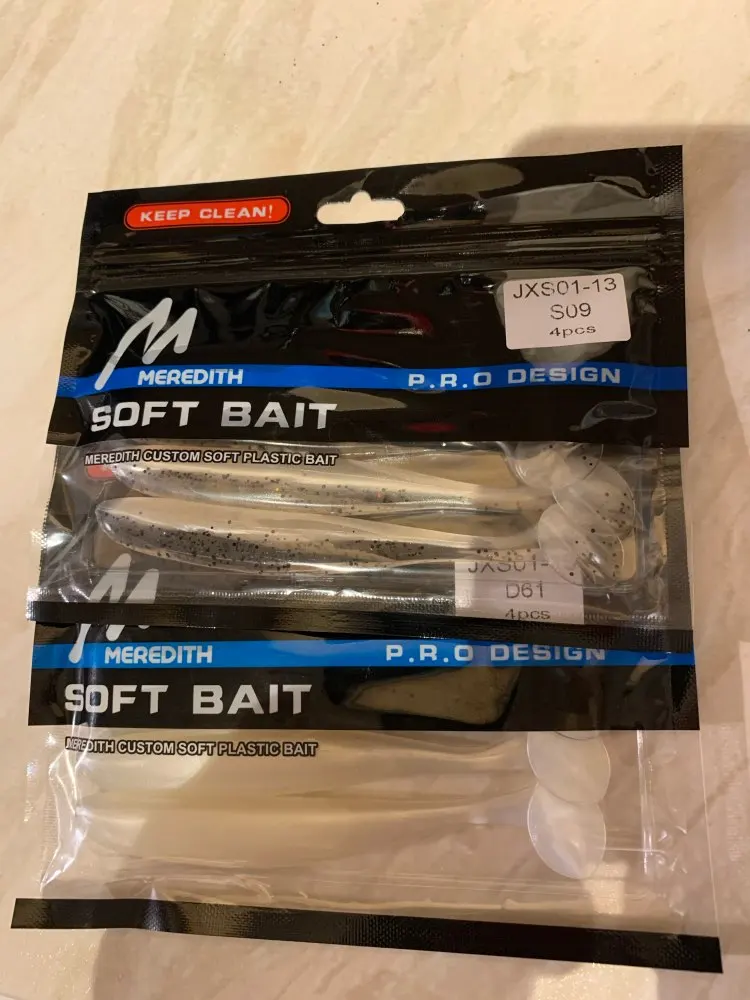 KEEP CLEAN!
JXS01-13
S09
4pcs
MEREDITH
P.R.O DESIGN
SOFT BAIT
MEREDITH CUSTOM SOFT PLASTIC BAIT
JXS01-
D61
4pcs
MEREDITH
P.R.O DESIGN
SOFT BAIT
MEREDITH CUSTOM SOFT PLASTIC BAIT